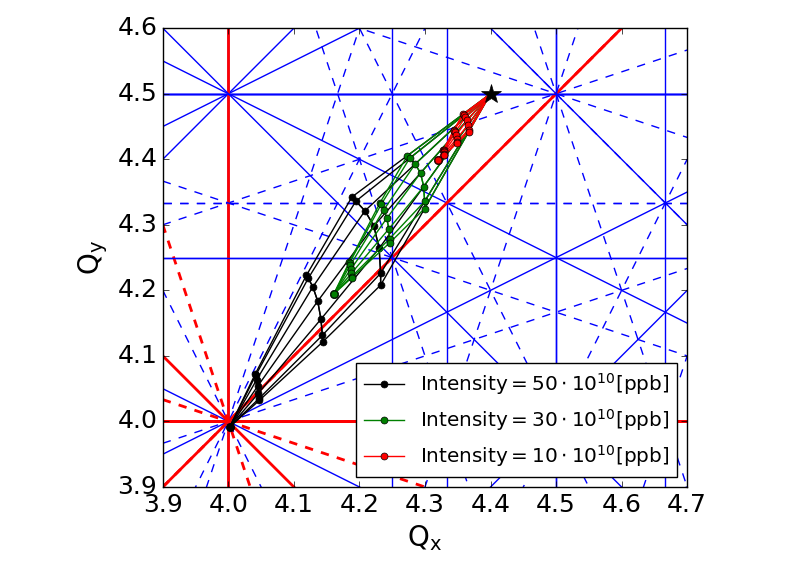 4.6
4.5
4.4
4.3
4.2
4.1
4.0
3.9
Qy
Intensity = 50 · 10^10 [ppb]
Intensity = 30 · 10^10 [ppb]
Intensity = 10 · 10^10 [ppb]
3.9 4.0 4.1 4.2 4.3 4.4 4.5 4.6 4.7
Qx